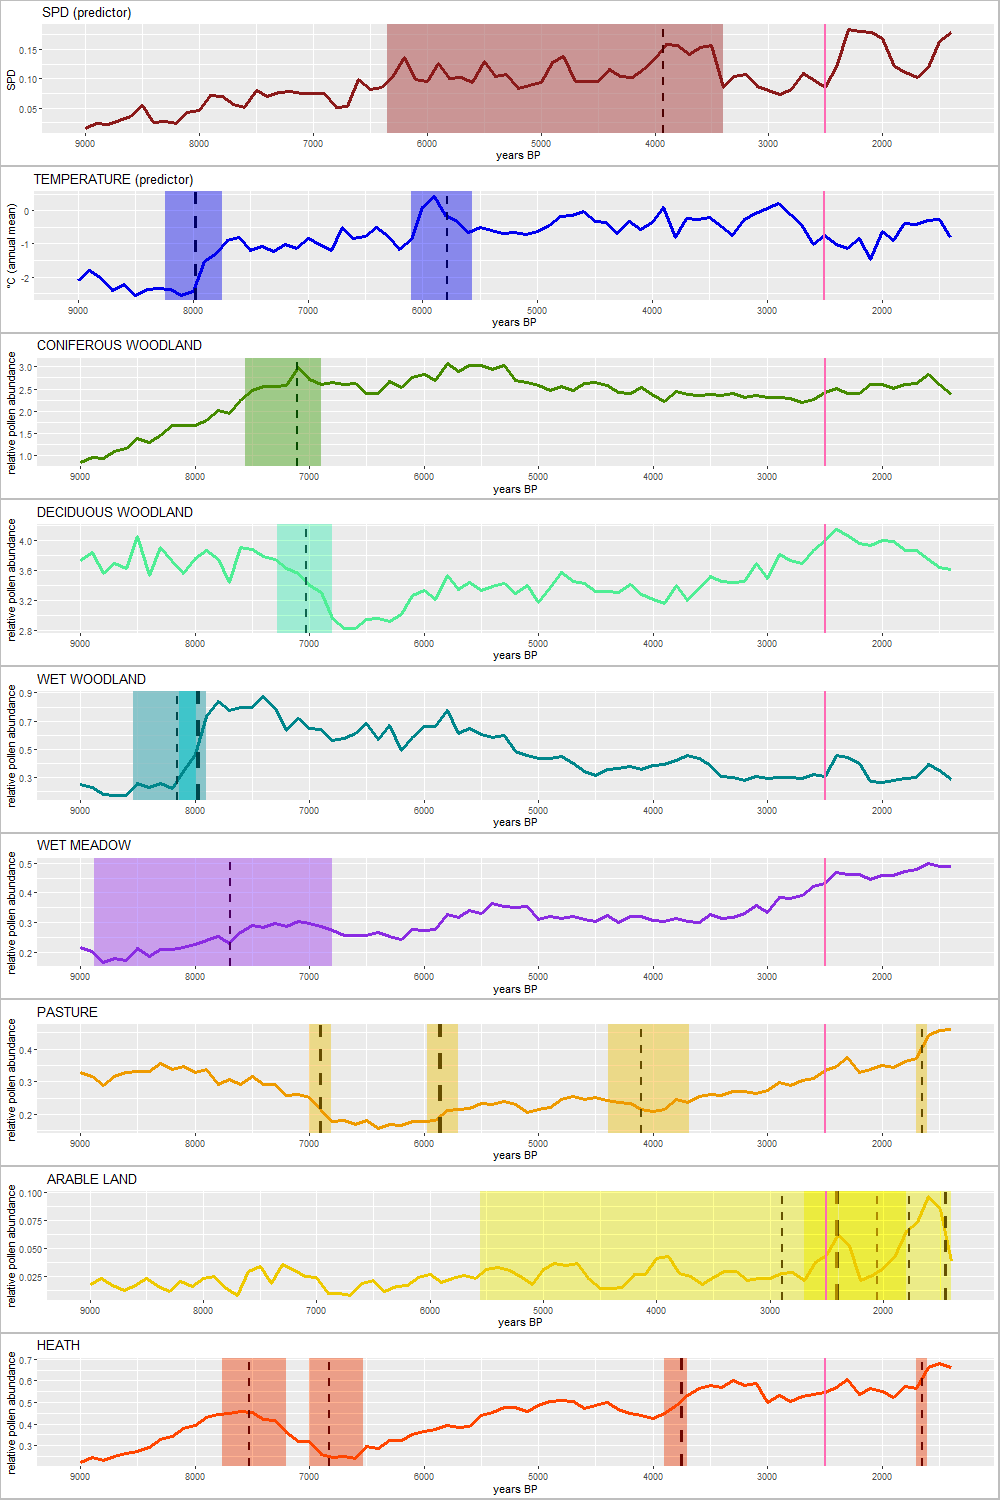 SPD (predictor)
SPD
0.15
0.10
0.05
9000 8000 7000 6000 5000 4000 3000 2000
years BP
TEMPERATURE (predictor)
°C (annual mean)
0
-1
-2
9000 8000 7000 6000 5000 4000 3000 2000
years BP
CONIFEROUS WOODLAND
relative pollen abundance
3.0
2.5
2.0
1.5
1.0
9000 8000 7000 6000 5000 4000 3000 2000
years BP
DECIDUOUS WOODLAND
relative pollen abundance
4.0
3.6
3.2
2.8
9000 8000 7000 6000 5000 4000 3000 2000
years BP
WET WOODLAND
relative pollen abundance
0.9
0.7
0.5
0.3
9000 8000 7000 6000 5000 4000 3000 2000
years BP
WET MEADOW
relative pollen abundance
0.5
0.4
0.3
0.2
9000 8000 7000 6000 5000 4000 3000 2000
years BP
PASTURE
relative pollen abundance
0.4
0.3
0.2
9000 8000 7000 6000 5000 4000 3000 2000
years BP
ARABLE LAND
relative pollen abundance
0.100
0.075
0.050
0.025
9000 8000 7000 6000 5000 4000 3000 2000
years BP
HEATH
relative pollen abundance
0.7
0.6
0.5
0.4
0.3
9000 8000 7000 6000 5000 4000 3000 2000
years BP